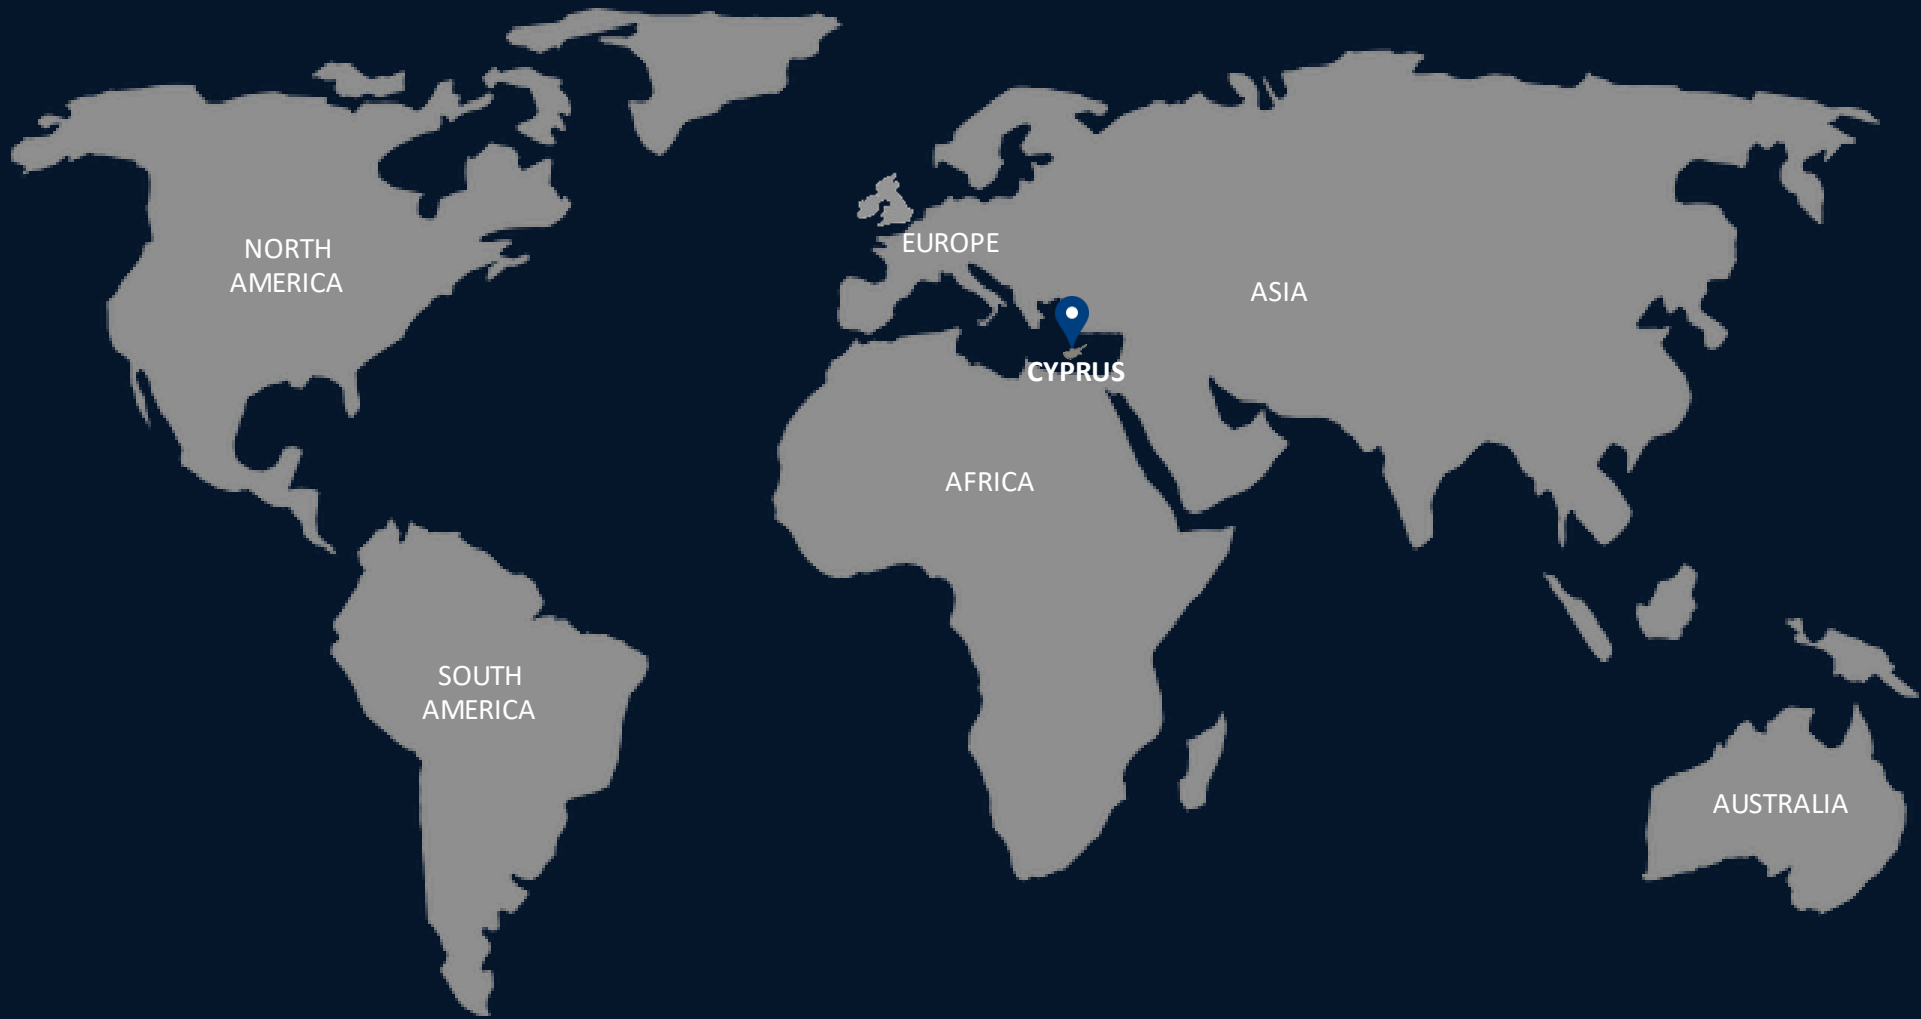 NORTH
AMERICA
EUROPE
ASIA
CYPRUS
AFRICA
SOUTH
AMERICA
AUSTRALIA